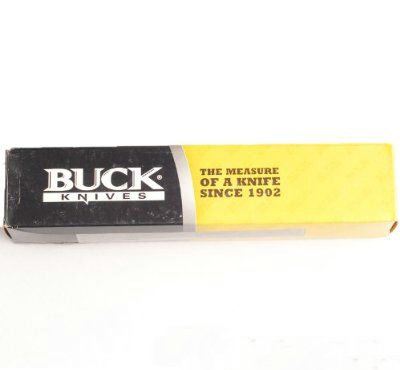 BUCK®
KNIVES
THE MEASURE
OF A KNIFE
SINCE 1902